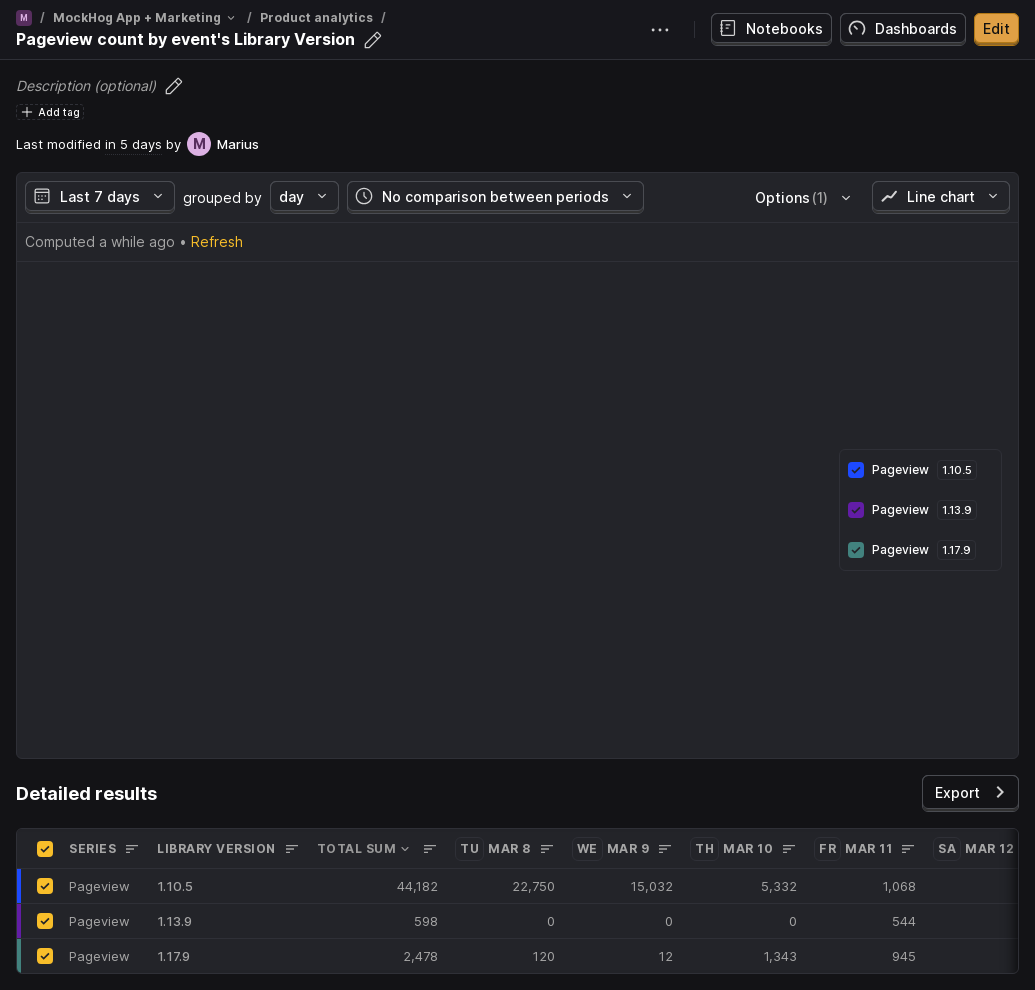 M / MockHog App + Marketing / Product analytics /
Pageview count by event's Library Version
Notebooks
Dashboards
Edit
Description (optional)
Add tag
Last modified in 5 days by M Marius
Last 7 days grouped by day No comparison between periods Options (1) Line chart
Computed a while ago • Refresh
Pageview 1.10.5
Pageview 1.13.9
Pageview 1.17.9
Detailed results
Export
SERIES LIBRARY VERSION TOTAL SUM TU MAR 8 WE MAR 9 TH MAR 10 FR MAR 11 SA MAR 12
Pageview 1.10.5 44,182 22,750 15,032 5,332 1,068
Pageview 1.13.9 598 0 0 0 544
Pageview 1.17.9 2,478 120 12 1,343 945